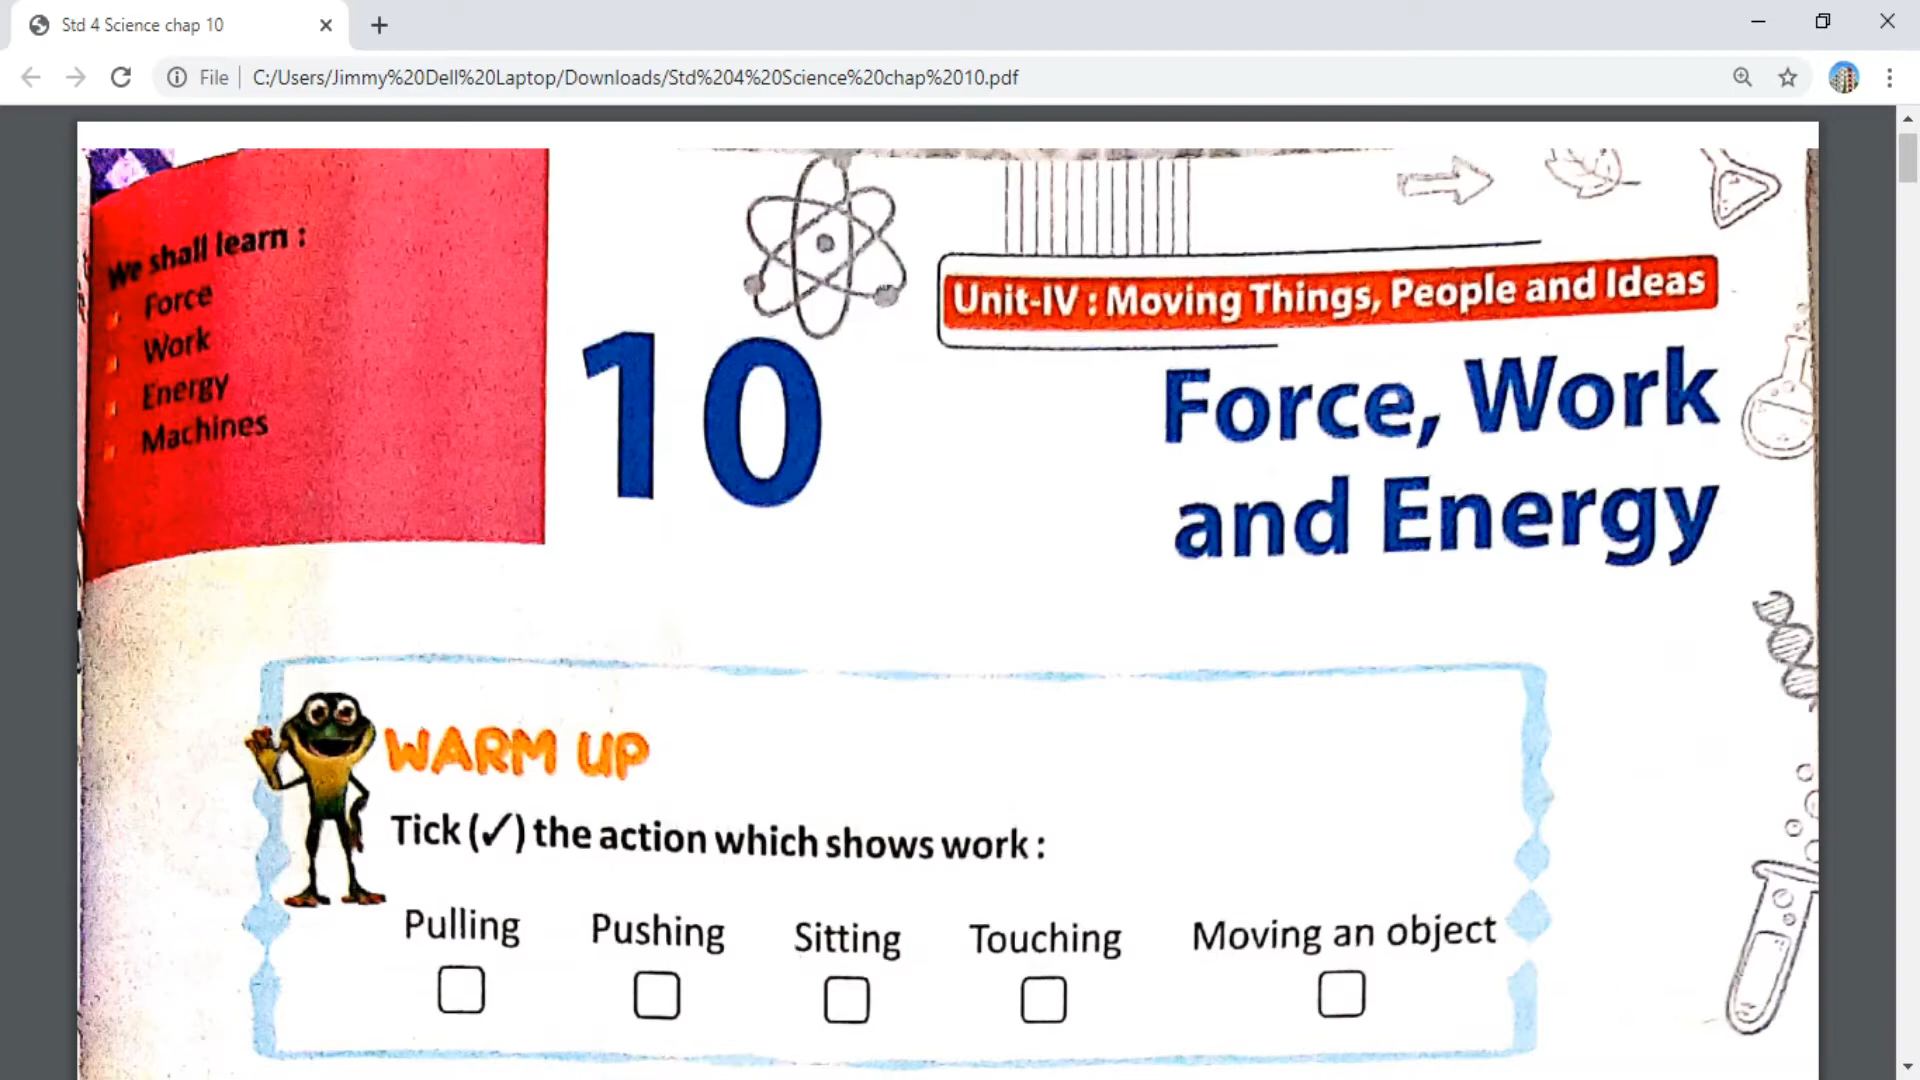 Std 4 Science chap 10
File
C:/Users/Jimmy%20Dell%20Laptop/Downloads/Std%204%20Science%20chap%2010.pdf
We shall learn :
Force
Work
Energy
Machines
Unit-IV : Moving Things, People and Ideas
10
Force, Work
and Energy
WARM UP
Tick (✓) the action which shows work :
Pulling Pushing Sitting Touching Moving an object